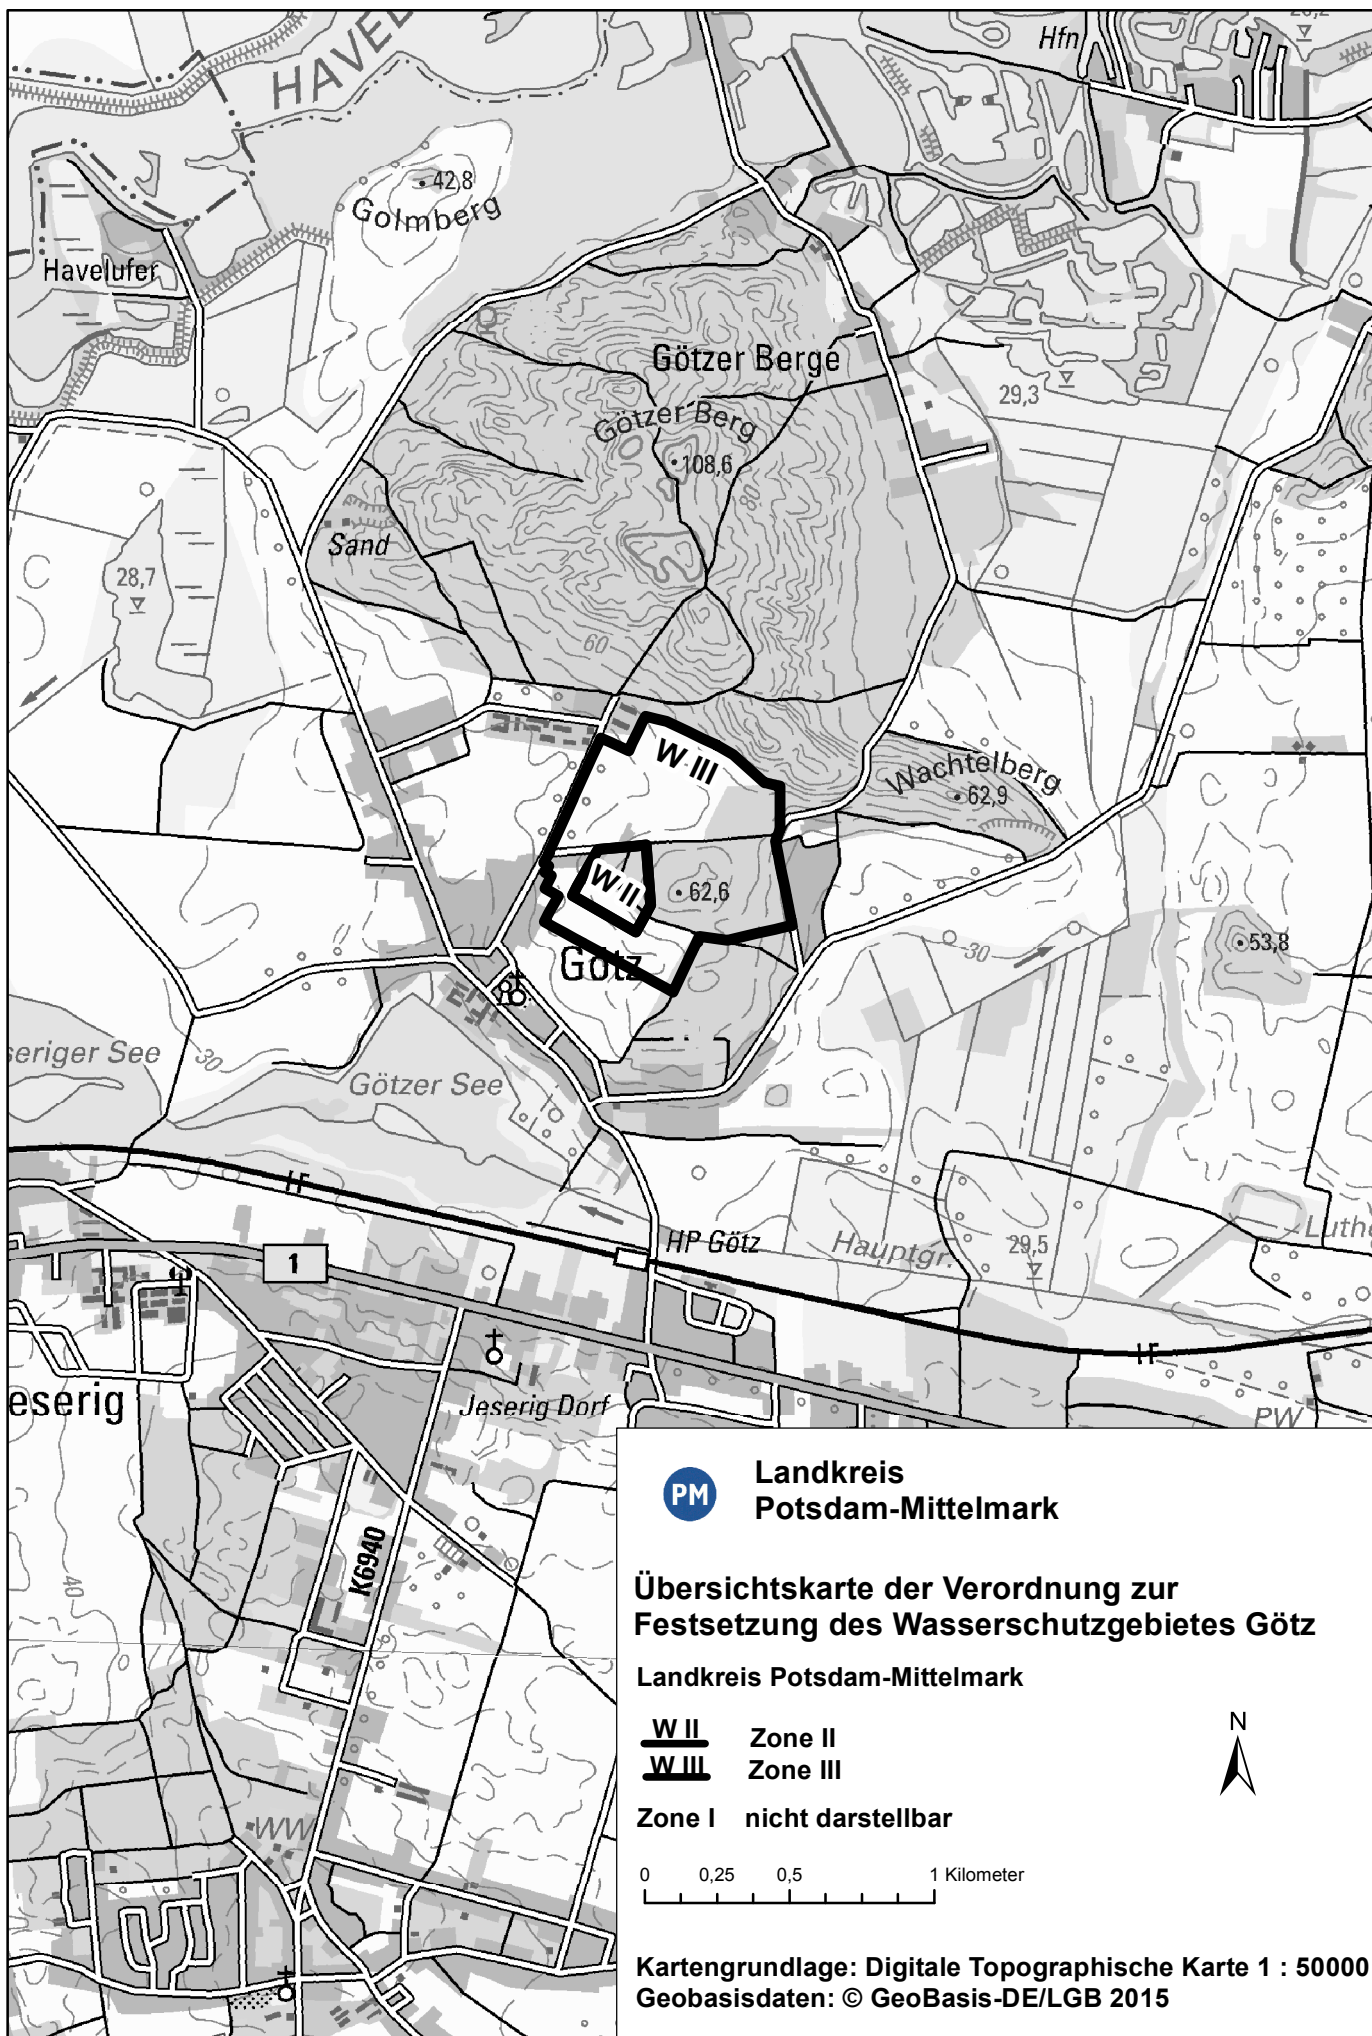 HAVEL
Hfn
42,8
Golmberg
Havelufer
Götzer Berge
Götzer Berg
108,6
80
29,3
Sand
28,7
60
W III
Wachtelberg
62,9
W II
62,6
Götz
30
53,8
seriger See
30
Götzer See
HP Götz
Hauptgr.
29,5
Luthe
1
eserig
Jeserig Dorf
PW
K6940
40
WW
PM
Landkreis
Potsdam-Mittelmark
Übersichtskarte der Verordnung zur
Festsetzung des Wasserschutzgebietes Götz
Landkreis Potsdam-Mittelmark
W II Zone II
W III Zone III
Zone I nicht darstellbar
N
0 0,25 0,5 1 Kilometer
Kartengrundlage: Digitale Topographische Karte 1 : 50000
Geobasisdaten: © GeoBasis-DE/LGB 2015